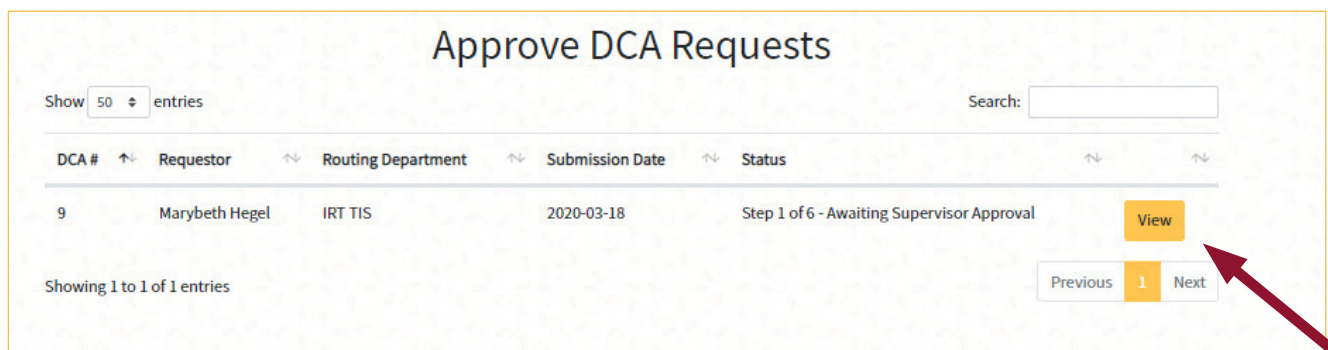 Approve DCA Requests
Show 50 entries
Search:
DCA # Requestor Routing Department Submission Date Status
9 Marybeth Hegel IRT TIS 2020-03-18 Step 1 of 6 - Awaiting Supervisor Approval View
Showing 1 to 1 of 1 entries
Previous 1 Next